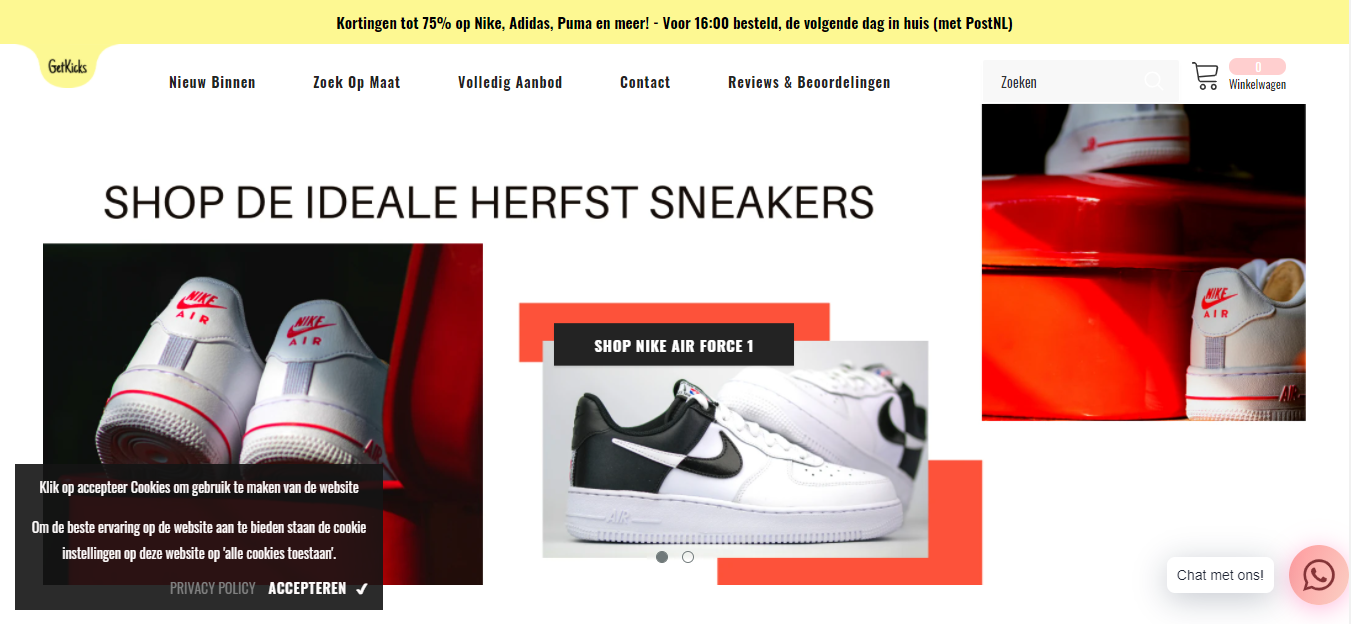 Kortingen tot 75% op Nike, Adidas, Puma en meer! - Voor 16:00 besteld, de volgende dag in huis (met PostNL)
GetKicks
Nieuw Binnen
Zoek Op Maat
Volledig Aanbod
Contact
Reviews & Beoordelingen
Zoeken
0
Winkelwagen
SHOP DE IDEALE HERFST SNEAKERS
NIKE
AIR
NIKE
AIR
SHOP NIKE AIR FORCE 1
AIR
NIKE
AIR
AIR
Klik op accepteer Cookies om gebruik te maken van de website
Om de beste ervaring op de website aan te bieden staan de cookie
instellingen op deze website op 'alle cookies toestaan'.
PRIVACY POLICY
ACCEPTEREN
Chat met ons!